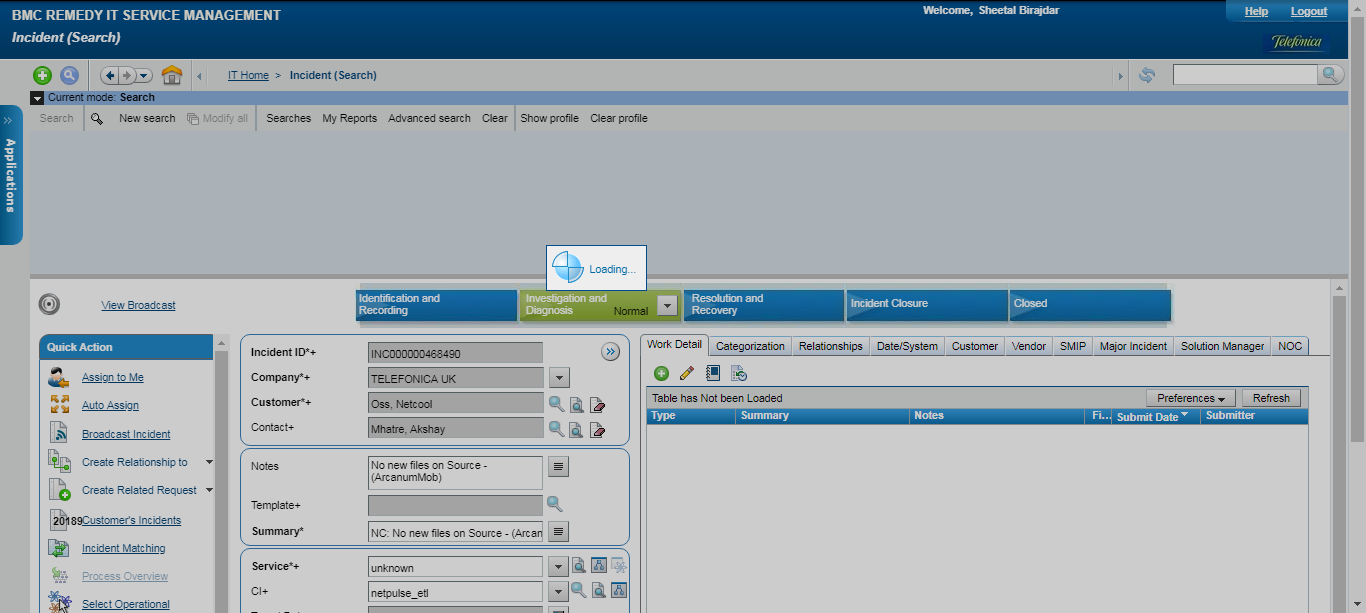 BMC REMEDY IT SERVICE MANAGEMENT
Welcome, Sheetal Birajdar
Help Logout
Incident (Search)
Telefónica
IT Home > Incident (Search)
Current mode: Search
Search New search Modify all Searches My Reports Advanced search Clear Show profile Clear profile
Applications
Loading...
View Broadcast
Identification and
Recording
Investigation and
Diagnosis Normal
Resolution and
Recovery
Incident Closure
Closed
Quick Action
Assign to Me
Auto Assign
Broadcast Incident
Create Relationship to
Create Related Request
20189 Customer's Incidents
Incident Matching
Process Overview
Select Operational
Incident ID*+ INC000000468490
Company*+ TELEFONICA UK
Customer*+ Oss, Netcool
Contact+ Mhatre, Akshay
Notes No new files on Source -
(ArcanumMob)
Template+
Summary* NC: No new files on Source - (Arcan
Service*+ unknown
CI+ netpulse_etl
Work Detail Categorization Relationships Date/System Customer Vendor SMIP Major Incident Solution Manager NOC
Table has Not been Loaded Preferences Refresh
Type Summary Notes Fi... Submit Date Submitter